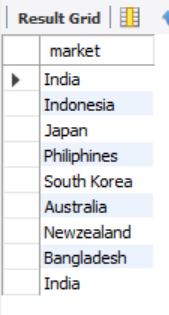 Result Grid
market
India
Indonesia
Japan
Philiphines
South Korea
Australia
Newzealand
Bangladesh
India